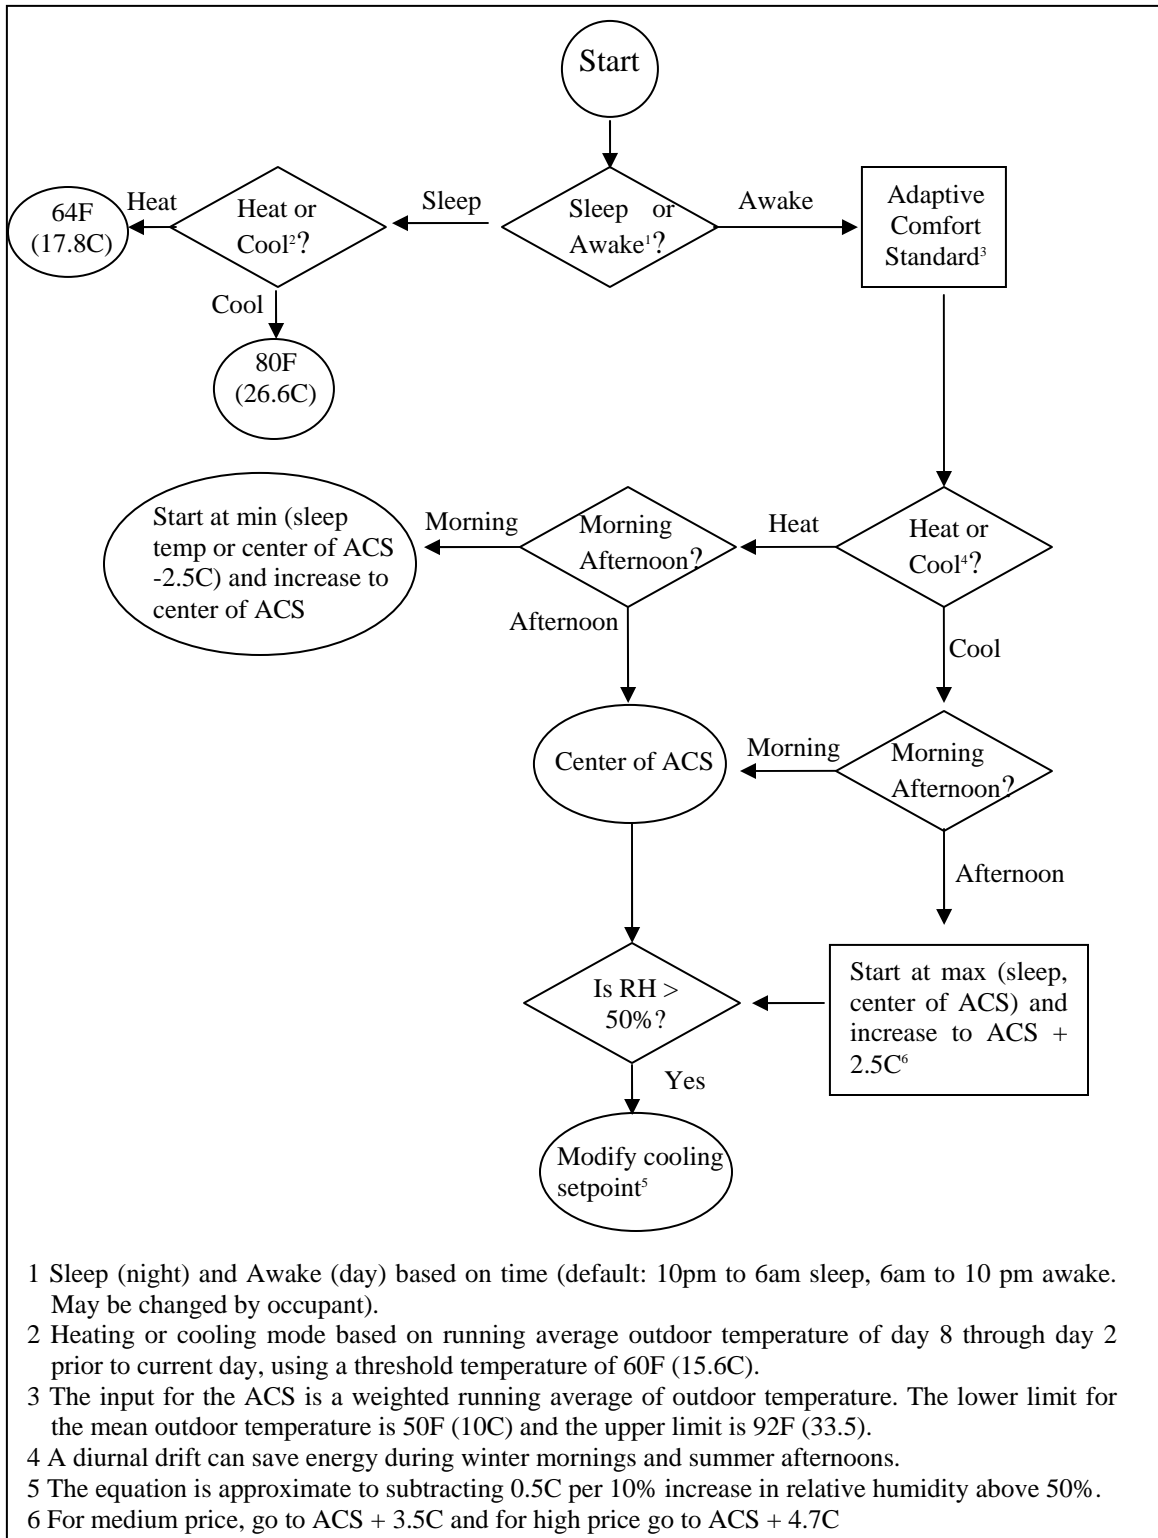 Start
Sleep or
Awake¹?
Sleep
Awake
Heat or
Cool²?
Heat
64F
(17.8C)
Cool
80F
(26.6C)
Adaptive
Comfort
Standard³
Heat or
Cool⁴?
Heat
Morning
Afternoon?
Morning
Start at min (sleep
temp or center of ACS
-2.5C) and increase to
center of ACS
Afternoon
Cool
Center of ACS
Morning
Morning
Afternoon?
Afternoon
Start at max (sleep,
center of ACS) and
increase to ACS +
2.5C⁶
Is RH >
50%?
Yes
Modify cooling
setpoint⁵
1 Sleep (night) and Awake (day) based on time (default: 10pm to 6am sleep, 6am to 10 pm awake.
May be changed by occupant).
2 Heating or cooling mode based on running average outdoor temperature of day 8 through day 2
prior to current day, using a threshold temperature of 60F (15.6C).
3 The input for the ACS is a weighted running average of outdoor temperature. The lower limit for
the mean outdoor temperature is 50F (10C) and the upper limit is 92F (33.5).
4 A diurnal drift can save energy during winter mornings and summer afternoons.
5 The equation is approximate to subtracting 0.5C per 10% increase in relative humidity above 50%.
6 For medium price, go to ACS + 3.5C and for high price go to ACS + 4.7C